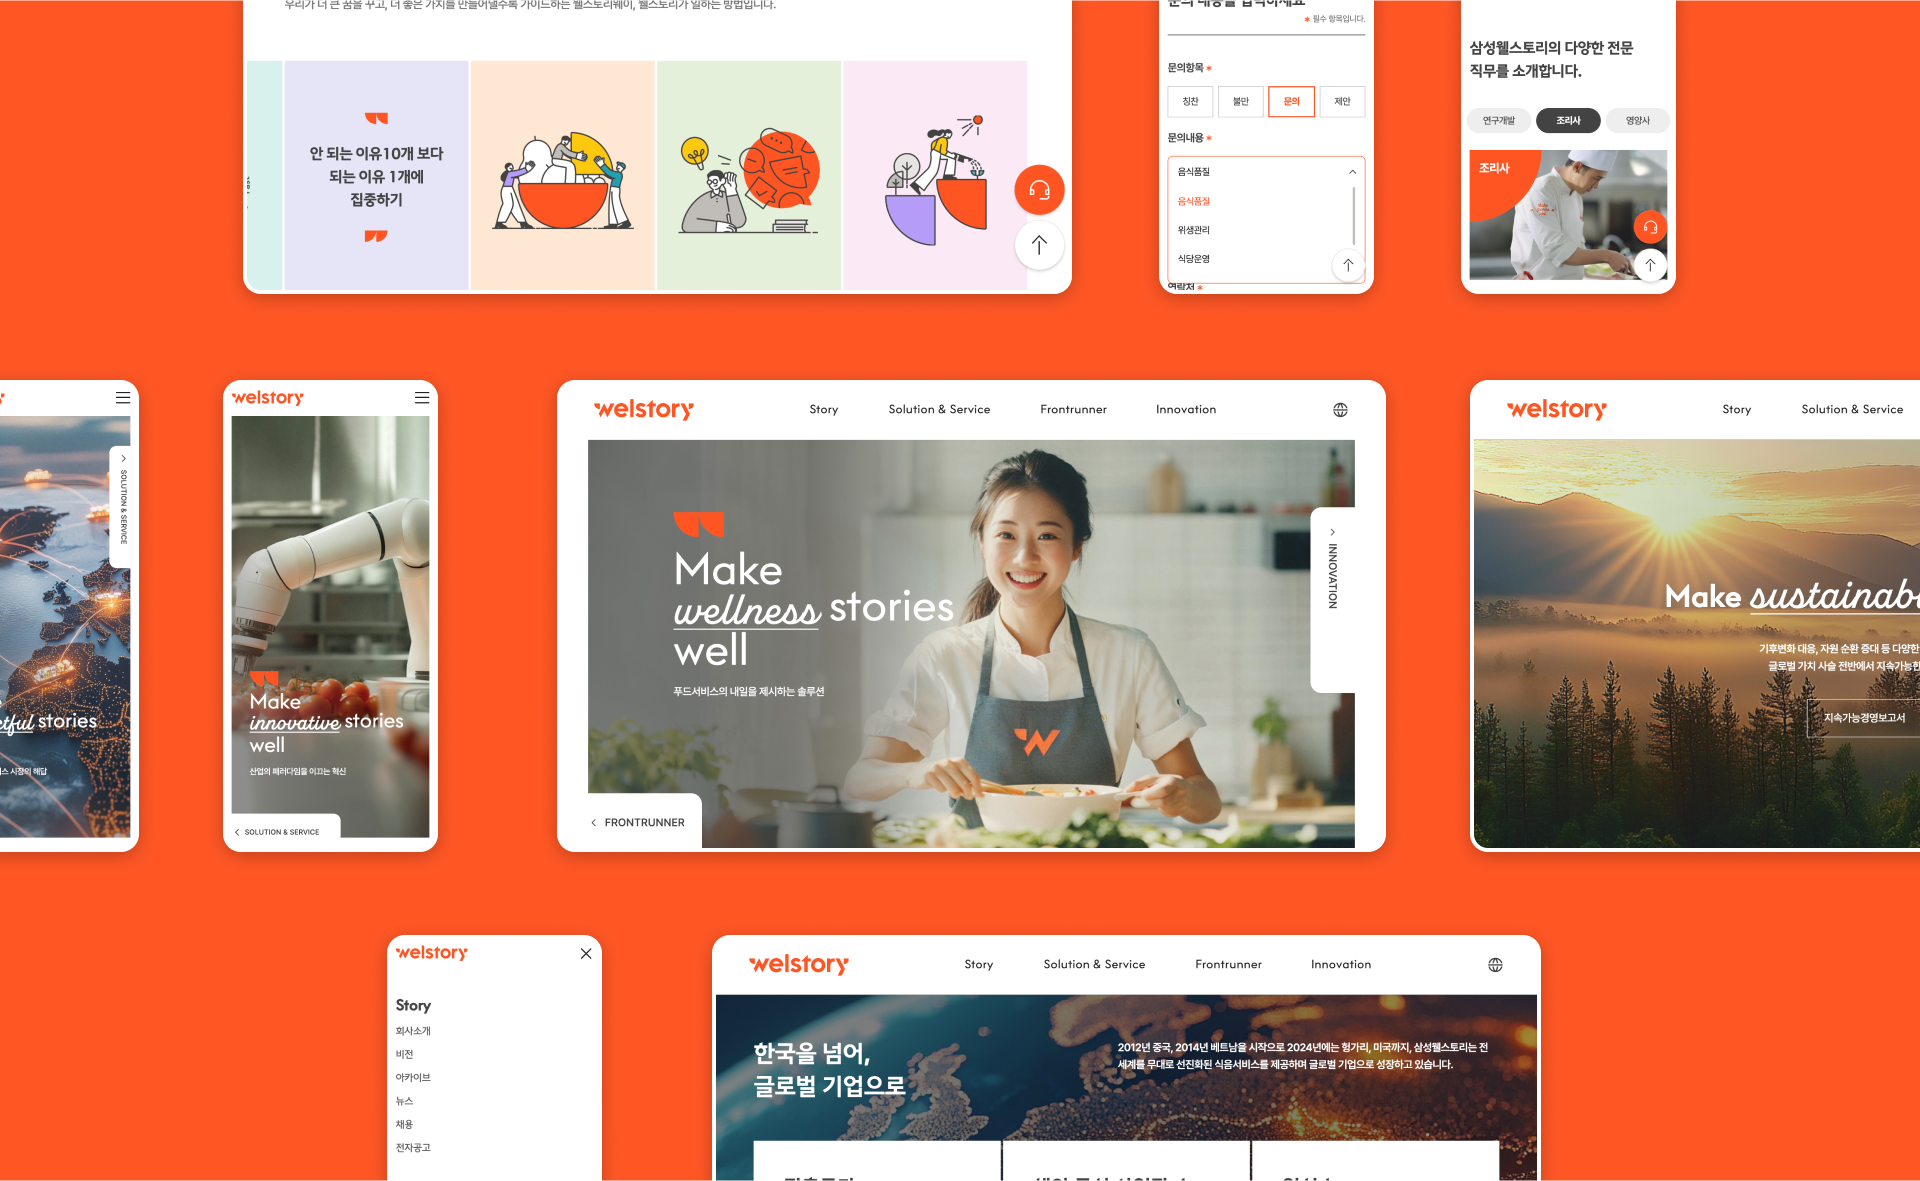 우리가 더 큰 꿈을 꾸고, 더 좋은 가치를 만들어낼수록 가이드하는 웰스토리웨이, 웰스토리가 일하는 방법입니다.
안 되는 이유10개 보다
되는 이유 1개에
집중하기
문의 내용을 입력하세요
* 필수 항목입니다.
문의항목 *
칭찬
불만
문의
제안
문의내용 *
음식품질
음식품질
위생관리
식당운영
연락처 *
삼성웰스토리의 다양한 전문
직무를 소개합니다.
연구개발
조리사
영양사
조리사
SOLUTION & SERVICE
stories
스 시장의 해답
welstory
Make
innovative stories
well
산업의 패러다임을 이끄는 혁신
SOLUTION & SERVICE
welstory
Story
Solution & Service
Frontrunner
Innovation
Make
wellness stories
well
푸드서비스의 내일을 제시하는 솔루션
INNOVATION
FRONTRUNNER
welstory
Story
Solution & Service
Make sustainab
기후변화 대응, 자원 순환 증대 등 다양한
글로벌 가치 사슬 전반에서 지속가능한
지속가능경영보고서
welstory
Story
회사소개
비전
아카이브
뉴스
채용
전자공고
welstory
Story
Solution & Service
Frontrunner
Innovation
한국을 넘어,
글로벌 기업으로
2012년 중국, 2014년 베트남을 시작으로 2024년에는 헝가리, 미국까지, 삼성웰스토리는 전
세계를 무대로 선진화된 식음서비스를 제공하며 글로벌 기업으로 성장하고 있습니다.